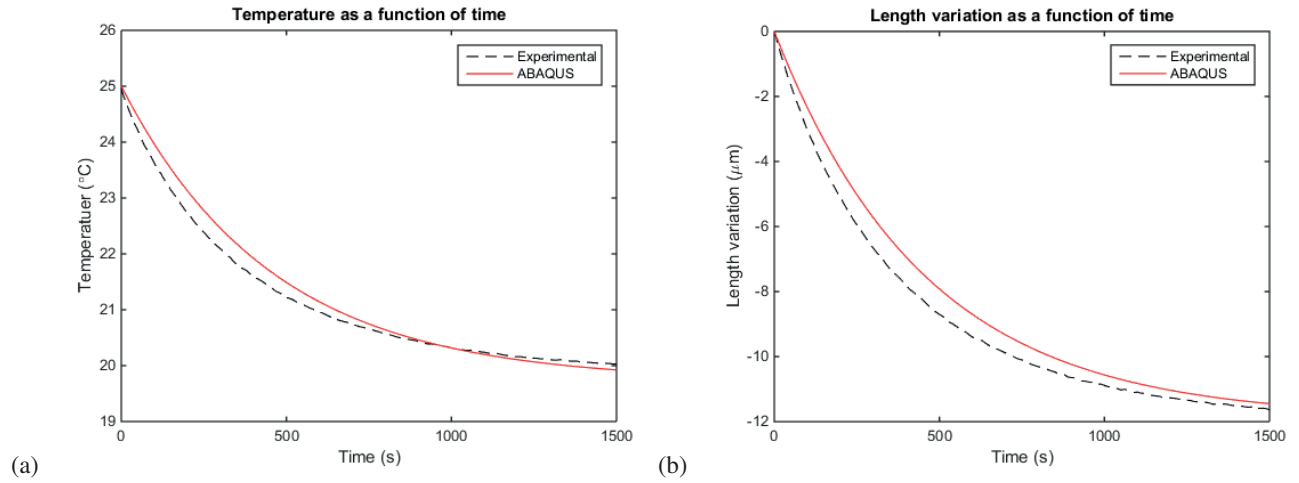 Temperature as a function of time
26
25
24
23
22
21
20
19
Temperatuer (°C)
Experimental
ABAQUS
0
500
1000
1500
Time (s)
(a)
Length variation as a function of time
0
-2
-4
-6
-8
-10
-12
Length variation (μm)
Experimental
ABAQUS
0
500
1000
1500
Time (s)
(b)